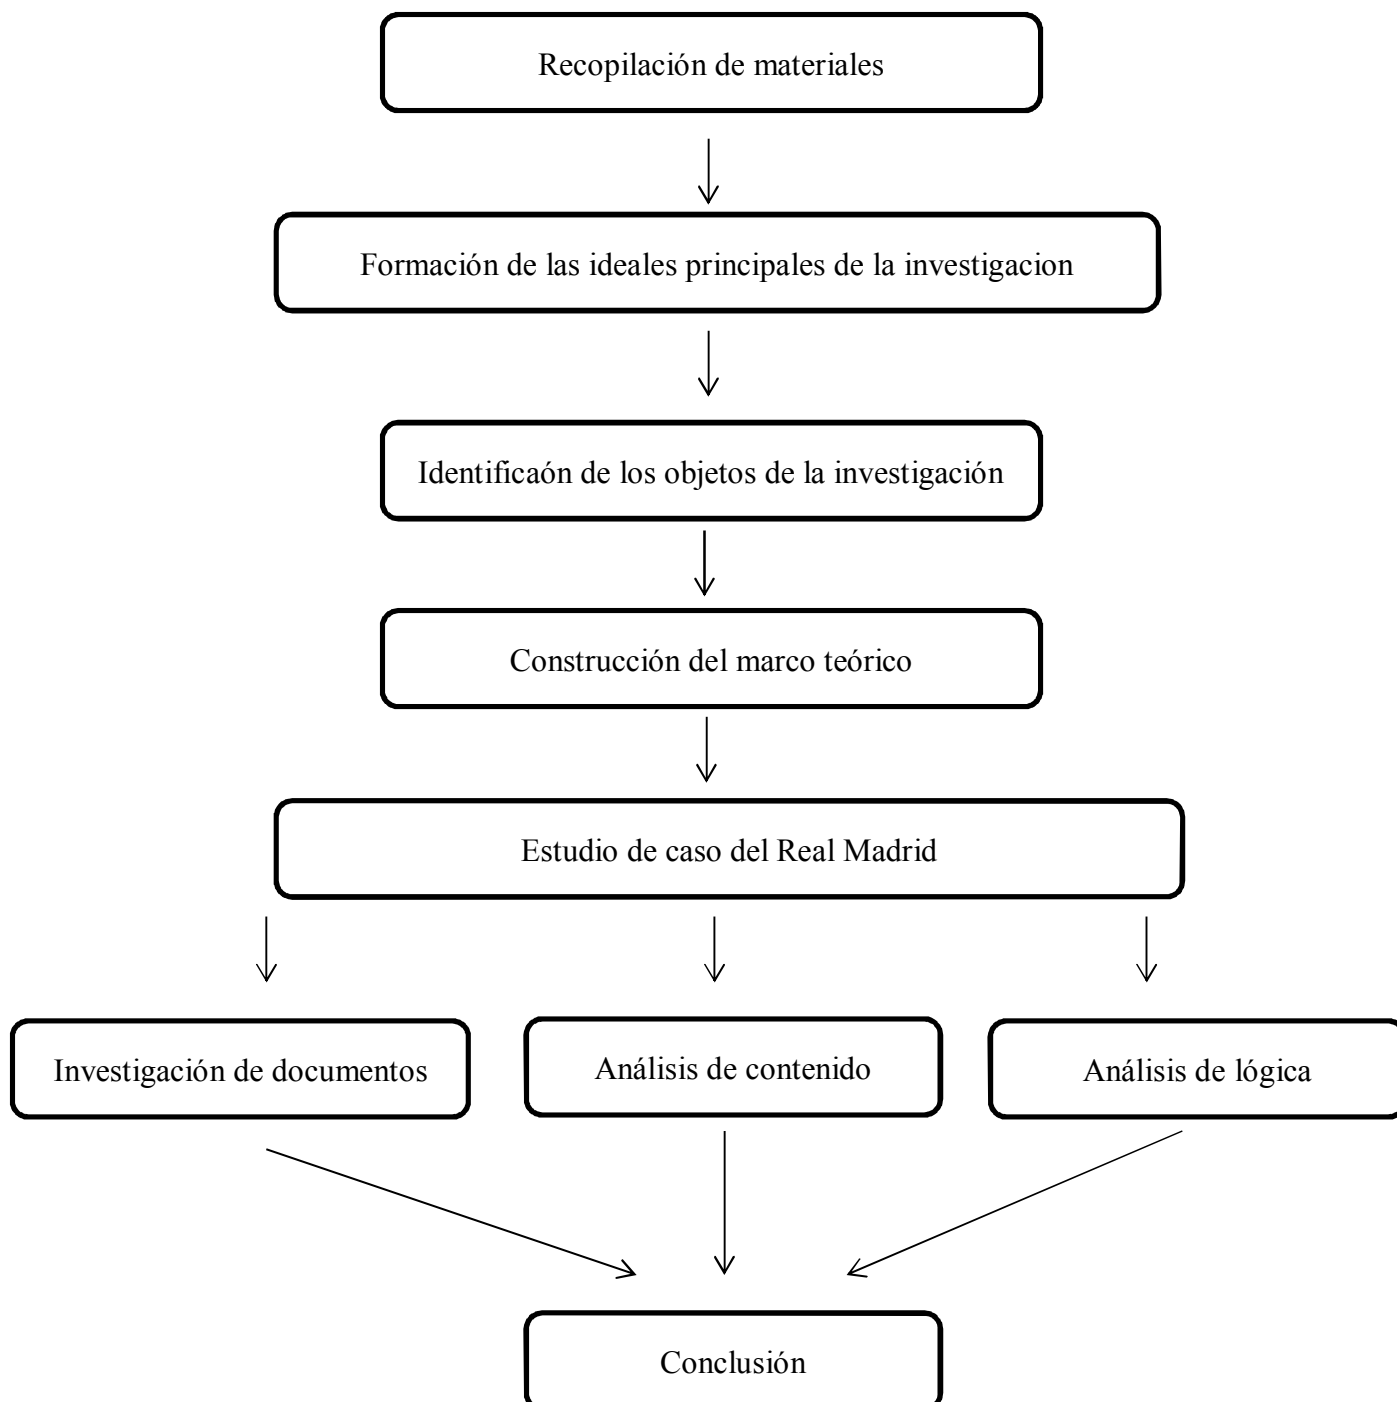 Recopilación de materiales
Formación de las ideales principales de la investigacion
Identificaón de los objetos de la investigación
Construcción del marco teórico
Estudio de caso del Real Madrid
Investigación de documentos
Análisis de contenido
Análisis de lógica
Conclusión